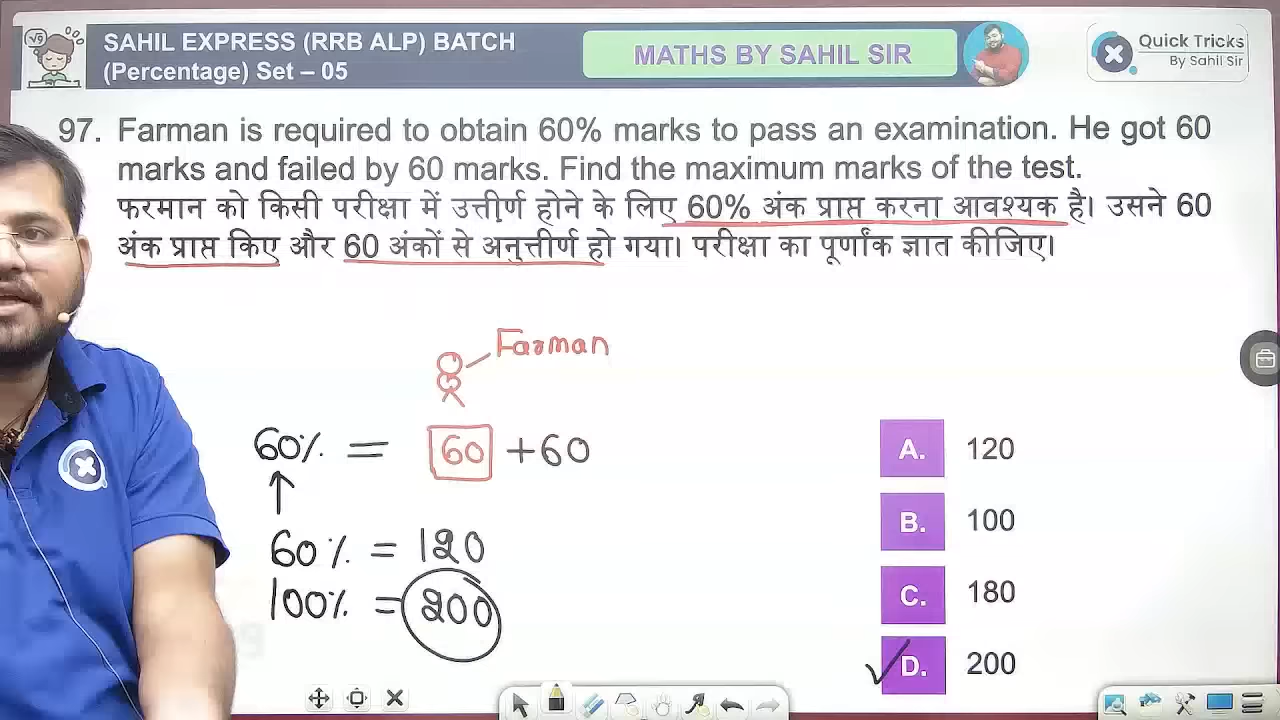 SAHIL EXPRESS (RRB ALP) BATCH
(Percentage) Set – 05
MATHS BY SAHIL SIR
Quick Tricks
By Sahil Sir
97. Farman is required to obtain 60% marks to pass an examination. He got 60
marks and failed by 60 marks. Find the maximum marks of the test.
फरमान को किसी परीक्षा में उत्तीर्ण होने के लिए 60% अंक प्राप्त करना आवश्यक है। उसने 60
अंक प्राप्त किए और 60 अंकों से अनुत्तीर्ण हो गया। परीक्षा का पूर्णांक ज्ञात कीजिए।
Farman
60% = 60 +60
60% = 120
100% = 200
A. 120
B. 100
C. 180
D. 200